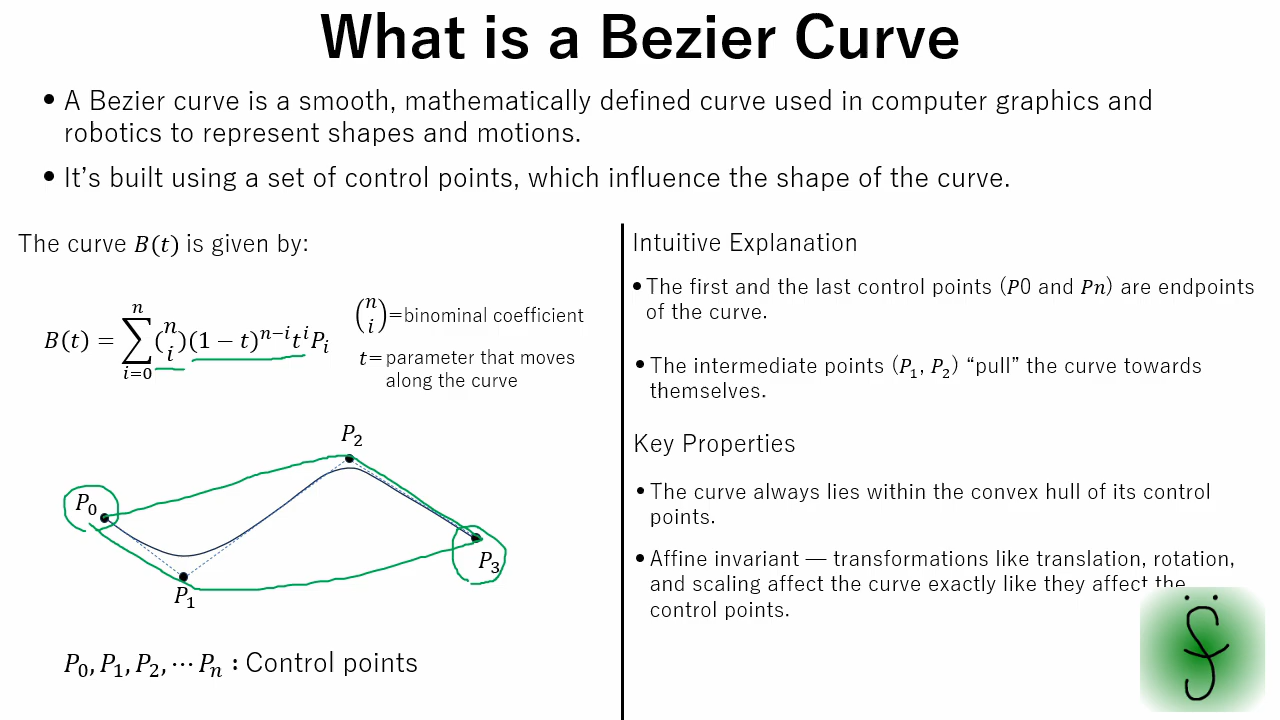 What is a Bezier Curve
• A Bezier curve is a smooth, mathematically defined curve used in computer graphics and
robotics to represent shapes and motions.
• It's built using a set of control points, which influence the shape of the curve.
The curve B(t) is given by:
B(t) = ∑_{i=0}^{n} (n i)(1 − t)^{n−i}t^iP_i
(n i)=binominal coefficient
t= parameter that moves
along the curve
P₂
P₀
P₃
P₁
P₀, P₁, P₂, ⋯ Pₙ : Control points
Intuitive Explanation
• The first and the last control points (P0 and Pn) are endpoints
of the curve.
• The intermediate points (P₁, P₂) “pull” the curve towards
themselves.
Key Properties
• The curve always lies within the convex hull of its control
points.
• Affine invariant — transformations like translation, rotation,
and scaling affect the curve exactly like they affect the
control points.